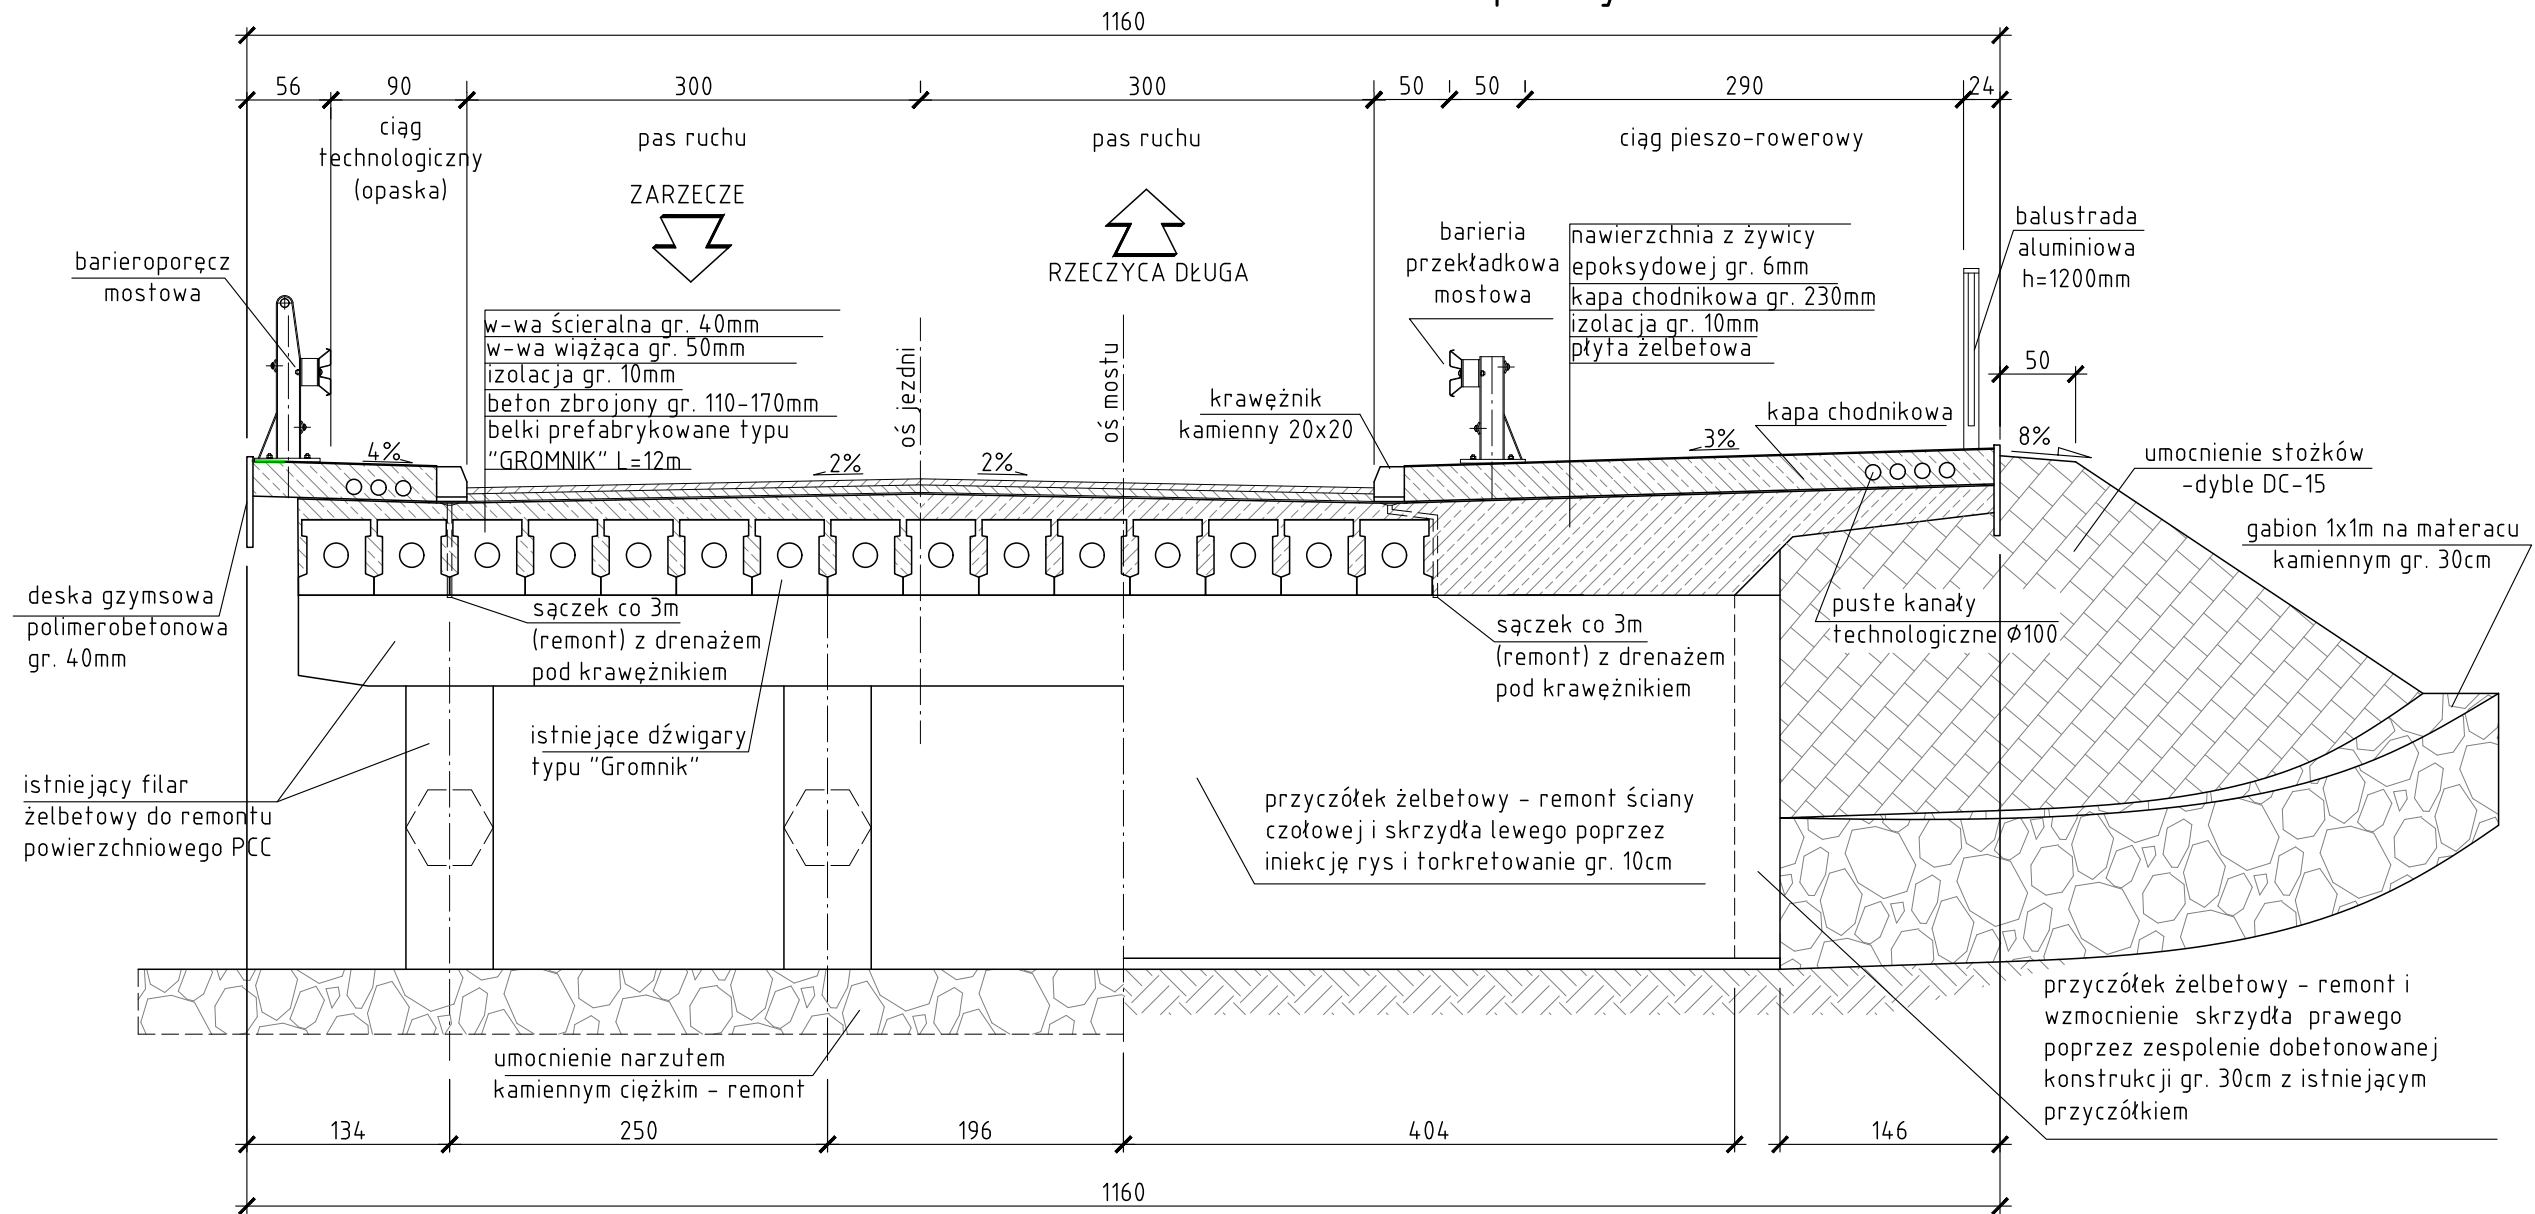 1160
56
90
300
300
50
50
290
24
ciąg
technologiczny
(opaska)
pas ruchu
pas ruchu
ciąg pieszo-rowerowy
ZARZECZE
RZECZYCA DŁUGA
barieroporęcz
mostowa
barieria
przekładkowa
mostowa
nawierzchnia z żywicy
epoksydowej gr. 6mm
kapa chodnikowa gr. 230mm
izolacja gr. 10mm
płyta żelbetowa
balustrada
aluminiowa
h=1200mm
w-wa ścieralna gr. 40mm
w-wa wiążąca gr. 50mm
izolacja gr. 10mm
beton zbrojony gr. 110-170mm
belki prefabrykowane typu
"GROMNIK" L=12m
oś jezdni
oś mostu
krawężnik
kamienny 20x20
kapa chodnikowa
50
4%
2%
2%
3%
8%
umocnienie stożków
-dyble DC-15
gabion 1x1m na materacu
kamiennym gr. 30cm
deska gzymsowa
polimerobetonowa
gr. 40mm
sączek co 3m
(remont) z drenażem
pod krawężnikiem
sączek co 3m
(remont) z drenażem
pod krawężnikiem
puste kanały
technologiczne Ø100
istniejące dźwigary
typu "Gromnik"
istniejący filar
żelbetowy do remontu
powierzchniowego PCC
przyczółek żelbetowy - remont ściany
czołowej i skrzydła lewego poprzez
iniekcję rys i torkretowanie gr. 10cm
przyczółek żelbetowy - remont i
wzmocnienie skrzydła prawego
poprzez zespolenie dobetonowanej
konstrukcji gr. 30cm z istniejącym
przyczółkiem
umocnienie narzutem
kamiennym ciężkim - remont
134
250
196
404
146
1160